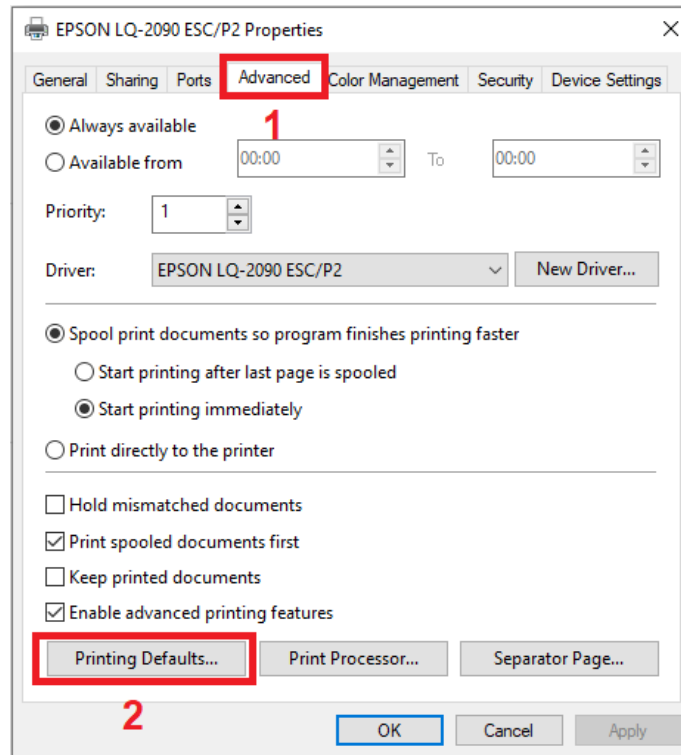 EPSON LQ-2090 ESC/P2 Properties
General Sharing Ports Advanced Color Management Security Device Settings
1
Always available
Available from 00:00 To 00:00
Priority: 1
Driver: EPSON LQ-2090 ESC/P2 New Driver...
Spool print documents so program finishes printing faster
Start printing after last page is spooled
Start printing immediately
Print directly to the printer
Hold mismatched documents
Print spooled documents first
Keep printed documents
Enable advanced printing features
Printing Defaults... Print Processor... Separator Page...
2
OK Cancel Apply